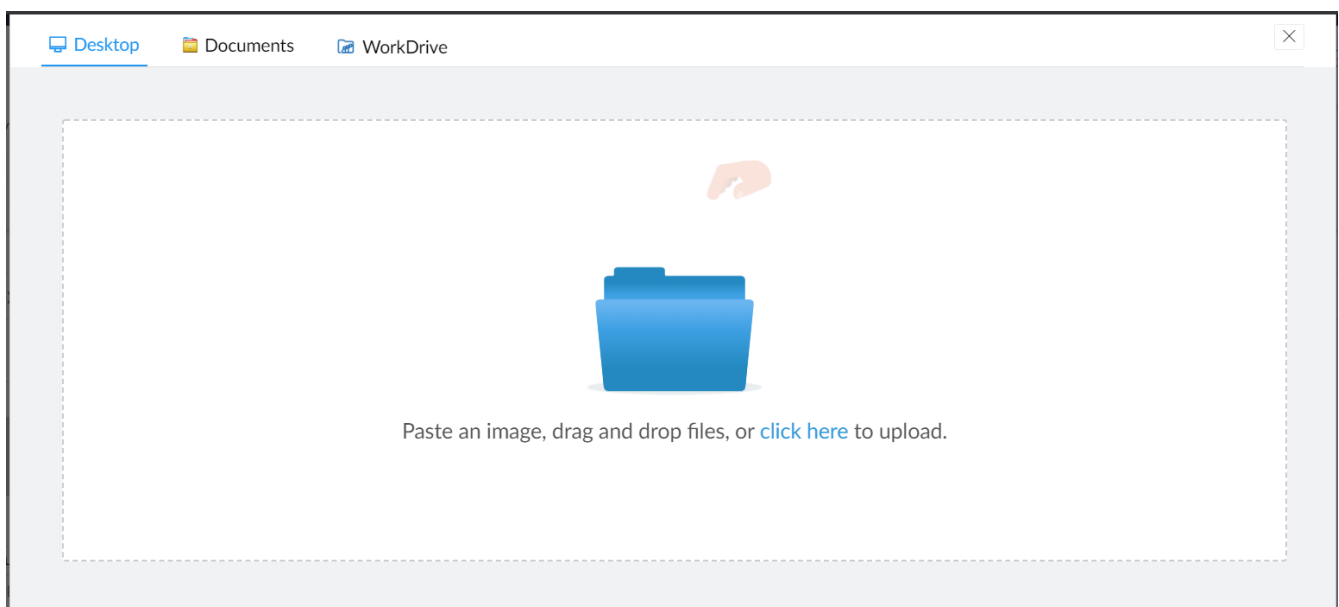 Desktop Documents WorkDrive
Paste an image, drag and drop files, or click here to upload.